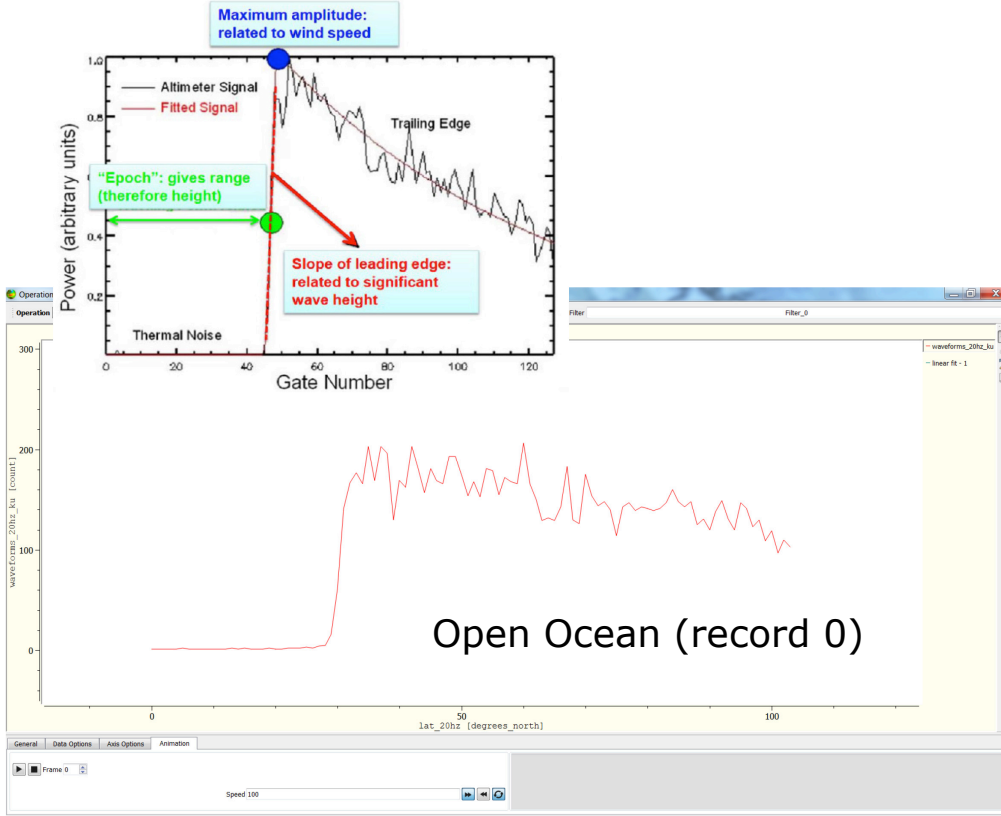 Maximum amplitude:
related to wind speed
1.0
0.8
0.4
0.2
Power (arbitrary units)
Altimeter Signal
Fitted Signal
Trailing Edge
"Epoch": gives range
(therefore height)
Slope of leading edge:
related to significant
wave height
Thermal Noise
0 20 40 60 80 100 120
Gate Number
Operation
Operation
Filter
Filter_0
waveforms_20hz_ku
linear fit - 1
300
200
100
0
waveforms_20hz_ku [count]
Open Ocean (record 0)
0 50 100
lat_20hz [degrees_north]
General Data Options Axis Options Animation
Frame 0
Speed 100